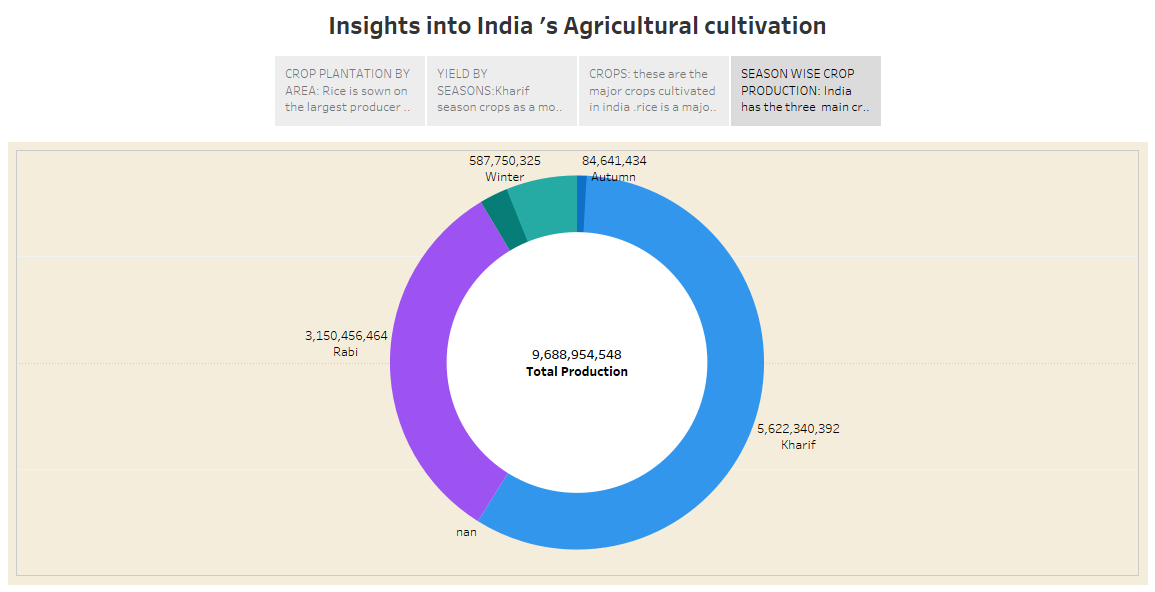 Insights into India ’s Agricultural cultivation
CROP PLANTATION BY
AREA: Rice is sown on
the largest producer ..
YIELD BY
SEASONS:Kharif
season crops as a mo..
CROPS: these are the
major crops cultivated
in india .rice is a majo..
SEASON WISE CROP
PRODUCTION: India
has the three  main cr..
587,750,325
Winter
84,641,434
Autumn
3,150,456,464
Rabi
9,688,954,548
Total Production
5,622,340,392
Kharif
nan